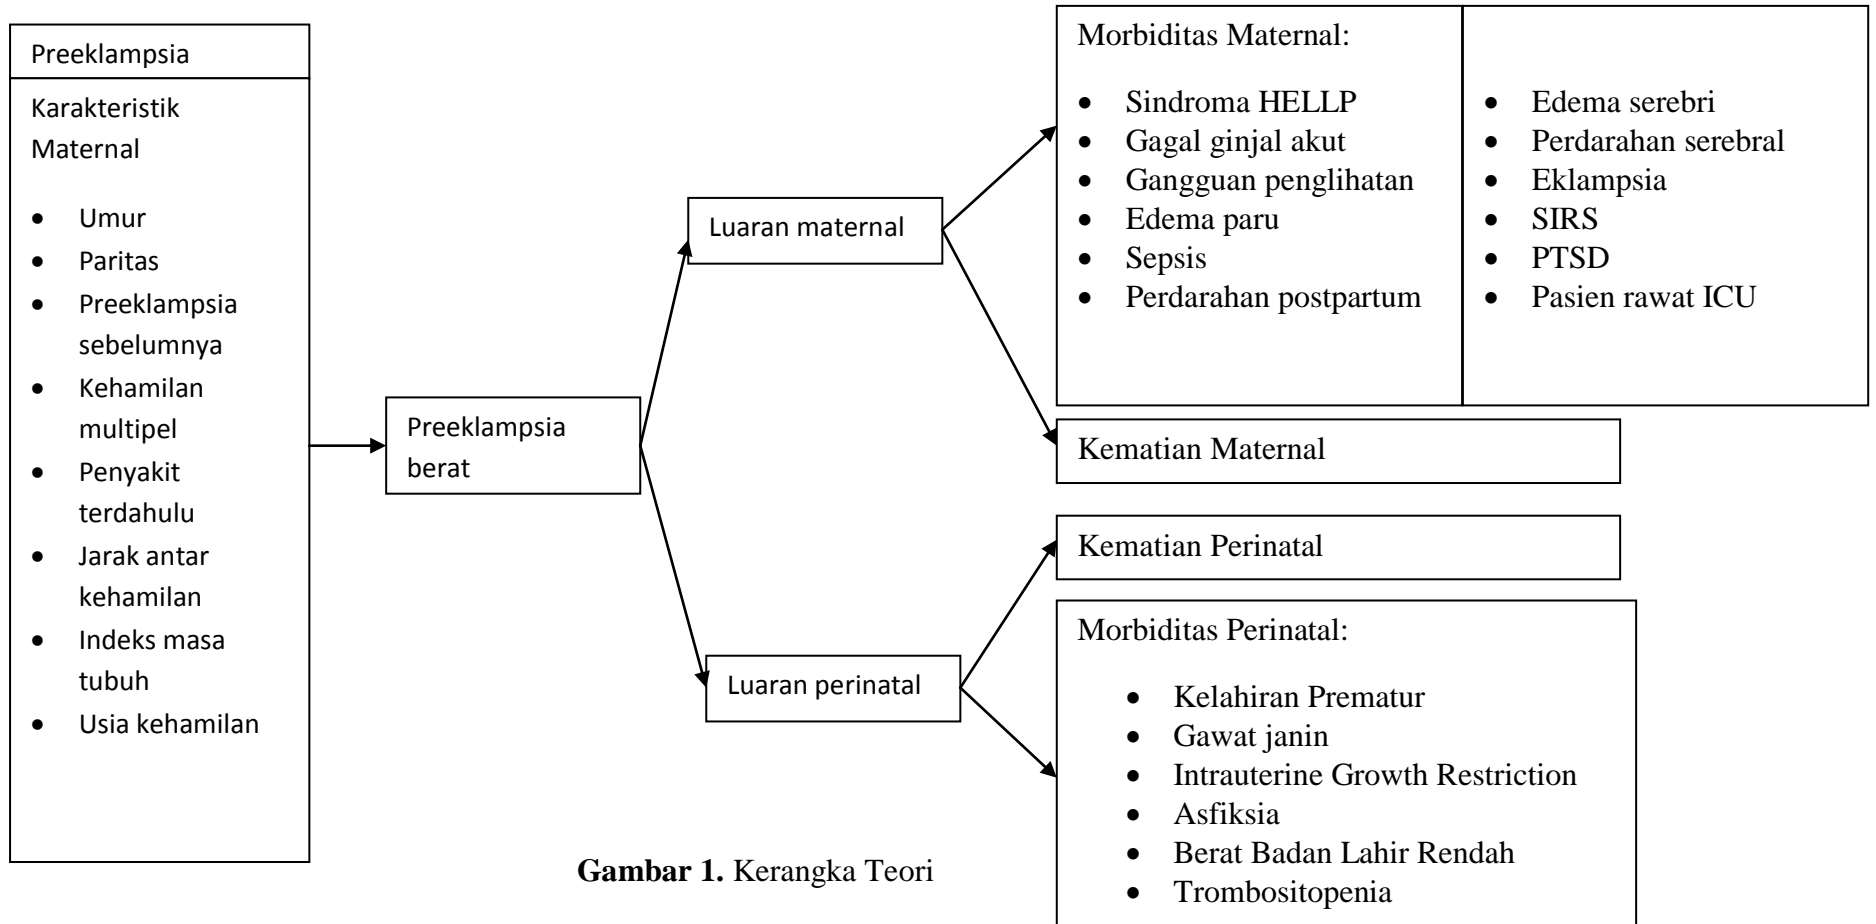 Preeklampsia
Karakteristik
Maternal
• Umur
• Paritas
• Preeklampsia
sebelumnya
• Kehamilan
multipel
• Penyakit
terdahulu
• Jarak antar
kehamilan
• Indeks masa
tubuh
• Usia kehamilan
Preeklampsia
berat
Luaran maternal
Luaran perinatal
Morbiditas Maternal:
• Sindroma HELLP
• Gagal ginjal akut
• Gangguan penglihatan
• Edema paru
• Sepsis
• Perdarahan postpartum
• Edema serebri
• Perdarahan serebral
• Eklampsia
• SIRS
• PTSD
• Pasien rawat ICU
Kematian Maternal
Kematian Perinatal
Morbiditas Perinatal:
• Kelahiran Prematur
• Gawat janin
• Intrauterine Growth Restriction
• Asfiksia
• Berat Badan Lahir Rendah
• Trombositopenia
Gambar 1. Kerangka Teori